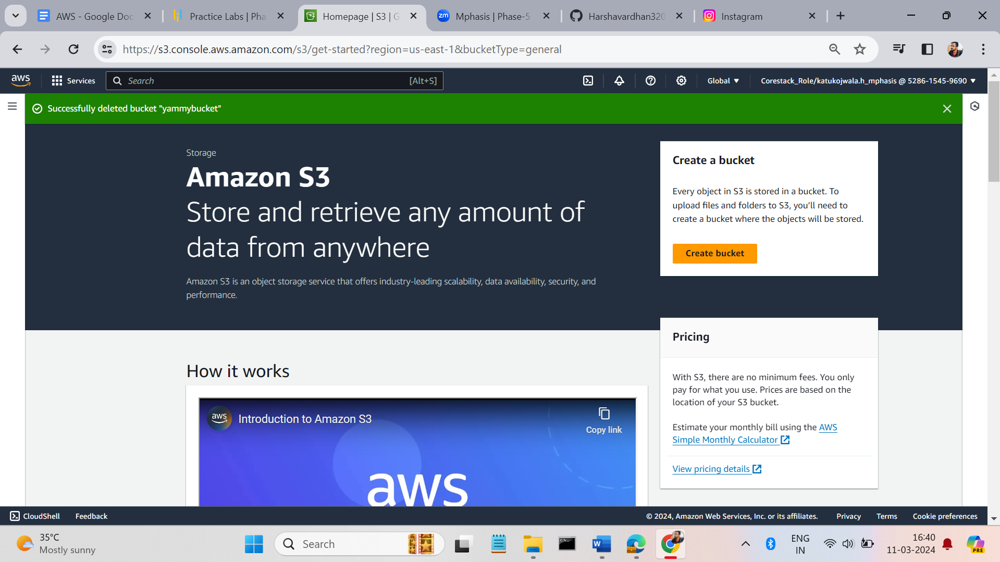 AWS - Google Doc
Practice Labs | Pha
Homepage | S3 | G
zm
Mphasis | Phase-5
Harshavardhan320
Instagram
https://s3.console.aws.amazon.com/s3/get-started?region=us-east-1&bucketType=general
aws
Services
Search
[Alt+S]
Global
Corestack_Role/katukojwala.h_mphasis @ 5286-1545-9690
Successfully deleted bucket "yammybucket"
Storage
Amazon S3
Store and retrieve any amount of
data from anywhere
Amazon S3 is an object storage service that offers industry-leading scalability, data availability, security, and
performance.
Create a bucket
Every object in S3 is stored in a bucket. To
upload files and folders to S3, you’ll need to
create a bucket where the objects will be stored.
Create bucket
Pricing
With S3, there are no minimum fees. You only
pay for what you use. Prices are based on the
location of your S3 bucket.
Estimate your monthly bill using the AWS
Simple Monthly Calculator
View pricing details
How it works
aws
Introduction to Amazon S3
Copy link
aws
CloudShell
Feedback
© 2024, Amazon Web Services, Inc. or its affiliates.
Privacy
Terms
Cookie preferences
35°C
Mostly sunny
Search
W
ENG
IN
16:40
11-03-2024
PRE